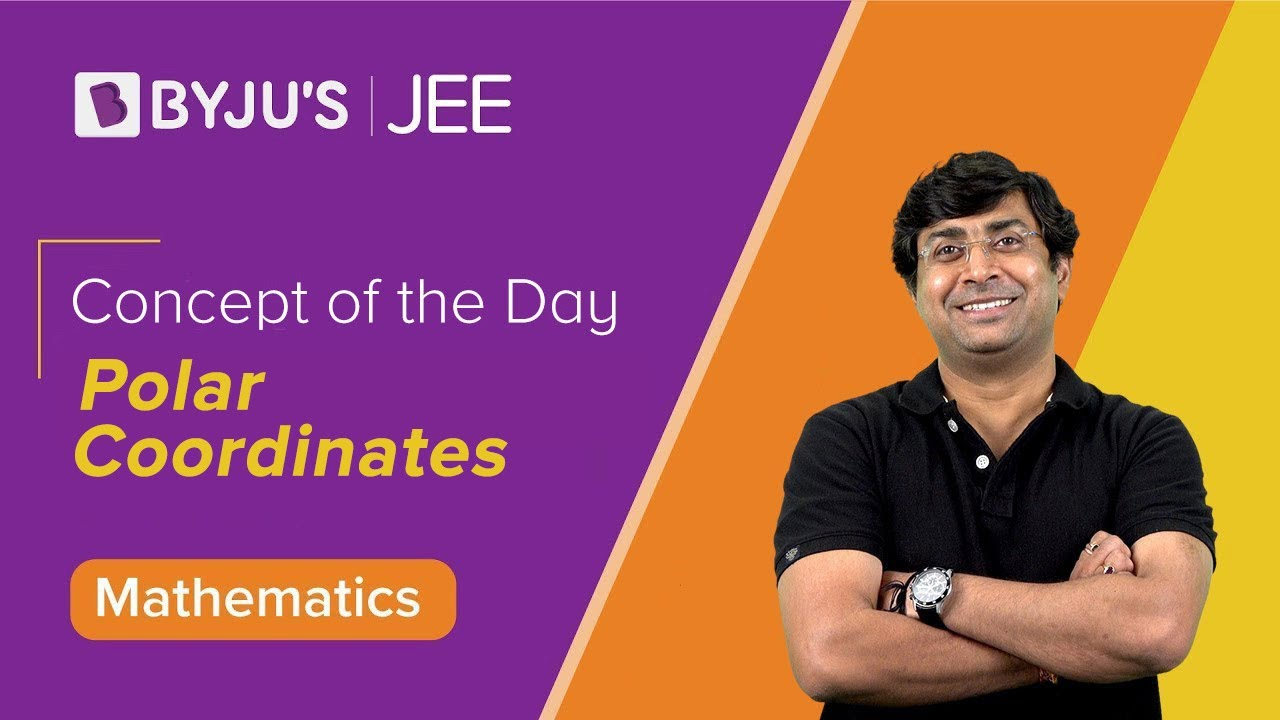 BYJU'S | JEE
Concept of the Day
Polar
Coordinates
Mathematics